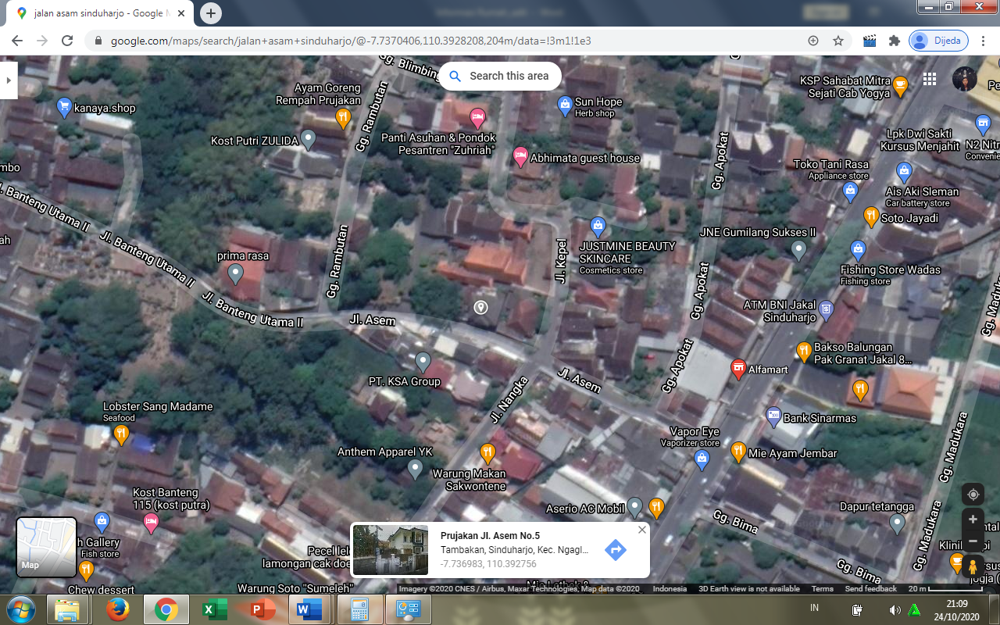 jalan asam sinduharjo - Google M
google.com/maps/search/jalan+asam+sinduharjo/@-7.7370406,110.3928208,204m/data=!3m1!1e3
Dijeda
Search this area
Gg. Blimbing
Ayam Goreng
Rempah Prujakan
kanaya.shop
Gg. Rambutan
Kost Putri ZULIDA
Panti Asuhan & Pondok
Pesantren "Zuhriah"
Sun Hope
Herb shop
Abhimata guest house
KSP Sahabat Mitra
Sejati Cab Yogya
Lpk Dwi Sakti
Kursus Menjahit
N2 Nitr
Convenie
Gg. Apokat
Toko Tani Rasa
Appliance store
Ais Aki Sleman
Car battery store
Soto Jayadi
mbo
Jl. Banteng Utama II
Jl. Banteng Utama II
ah
prima rasa
Gg. Rambutan
Jl. Kepel
JUSTMINE BEAUTY
SKINCARE
Cosmetics store
JNE Gumilang Sukses II
Fishing Store Wadas
Fishing store
Gg. Apokat
Gg. Maduka
Jl. Banteng Utama II
Jl. Asem
ATM BNI Jakal
Sinduharjo
Bakso Balungan
Pak Granat Jakal 8...
PT. KSA Group
Jl. Asem
Gg. Apokat
Alfamart
Jl. Nangka
Lobster Sang Madame
Seafood
Bank Sinarmas
Vapor Eye
Vaporizer store
Mie Ayam Jembar
Gg. Madukara
Anthem Apparel YK
Warung Makan
Sakwontene
Kost Banteng
115 (kost putra)
Aserio AC Mobil
Gg. Bima
Dapur tetangga
Gg. Madukara
h Gallery
Fish store
Chew dessert
Pecel lel
lamongan cak doe
Warung Soto "Sumeleh"
Gg. Bima
Map
Prujakan Jl. Asem No.5
Tambakan, Sinduharjo, Kec. Ngagl...
-7.736983, 110.392756
Imagery ©2020 CNES / Airbus, Maxar Technologies, Map data ©2020
Indonesia
3D Earth view is not available
Terms
Send feedback
20 m
IN
21:09
24/10/2020